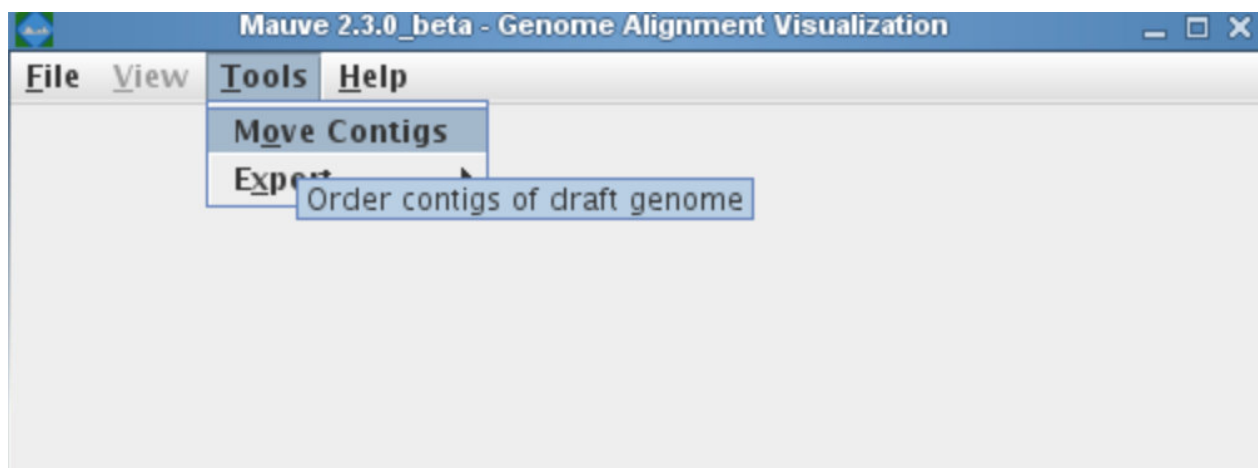 Mauve 2.3.0_beta - Genome Alignment Visualization
File View Tools Help
Move Contigs
Order contigs of draft genome